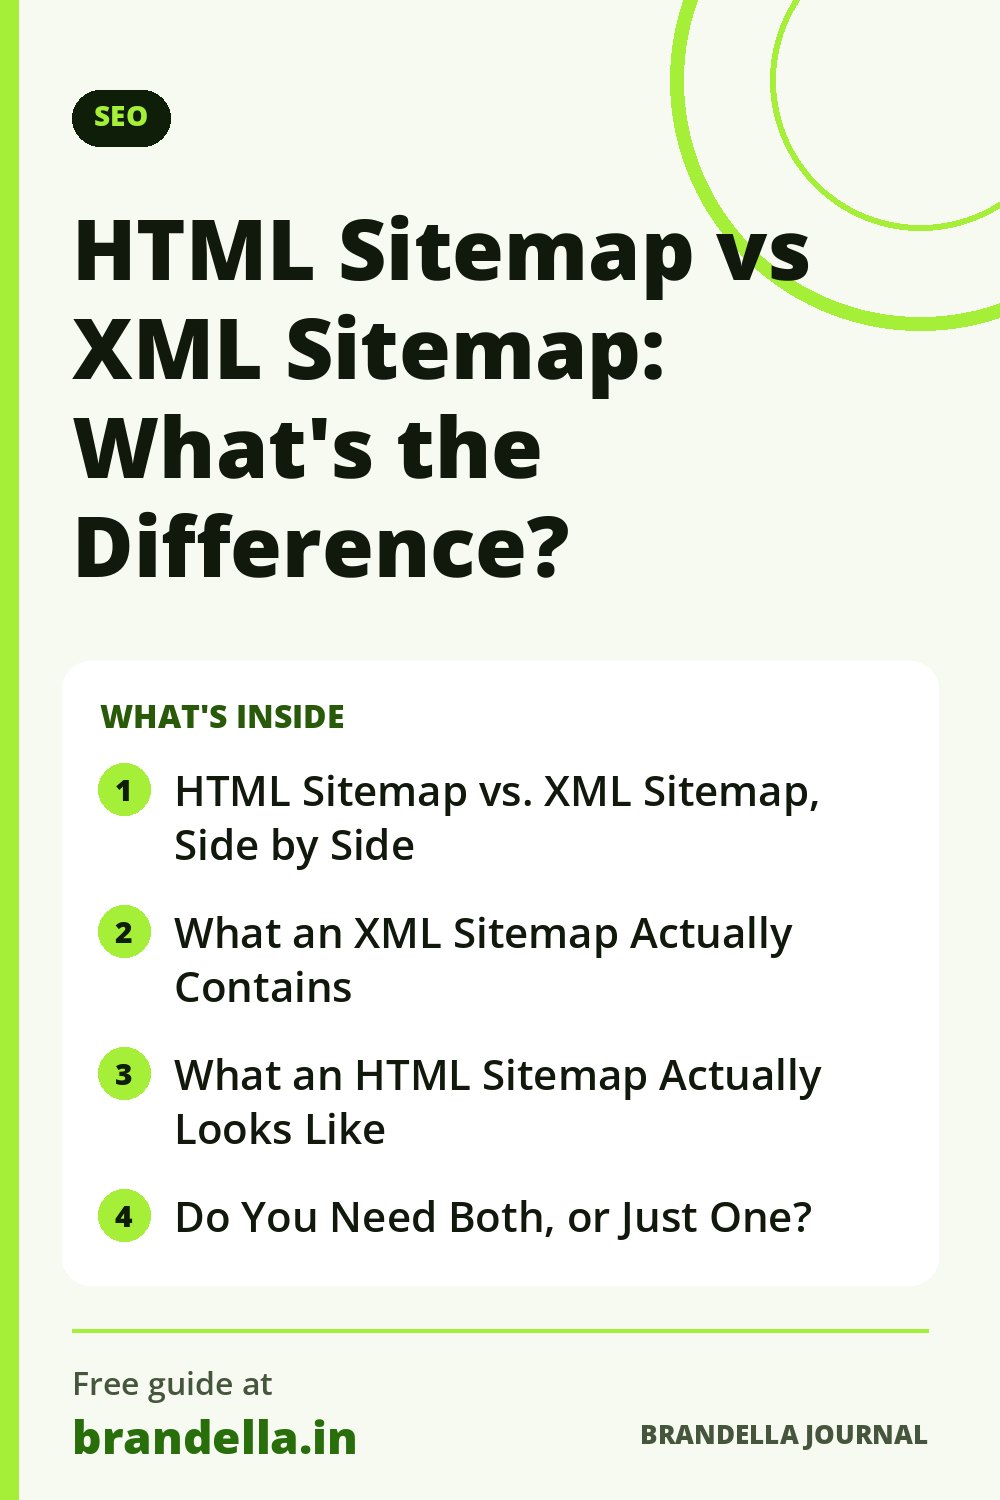 SEO
HTML Sitemap vs
XML Sitemap:
What's the
Difference?
WHAT'S INSIDE
1 HTML Sitemap vs. XML Sitemap,
Side by Side
2 What an XML Sitemap Actually
Contains
3 What an HTML Sitemap Actually
Looks Like
4 Do You Need Both, or Just One?
Free guide at
brandella.in
BRANDELLA JOURNAL